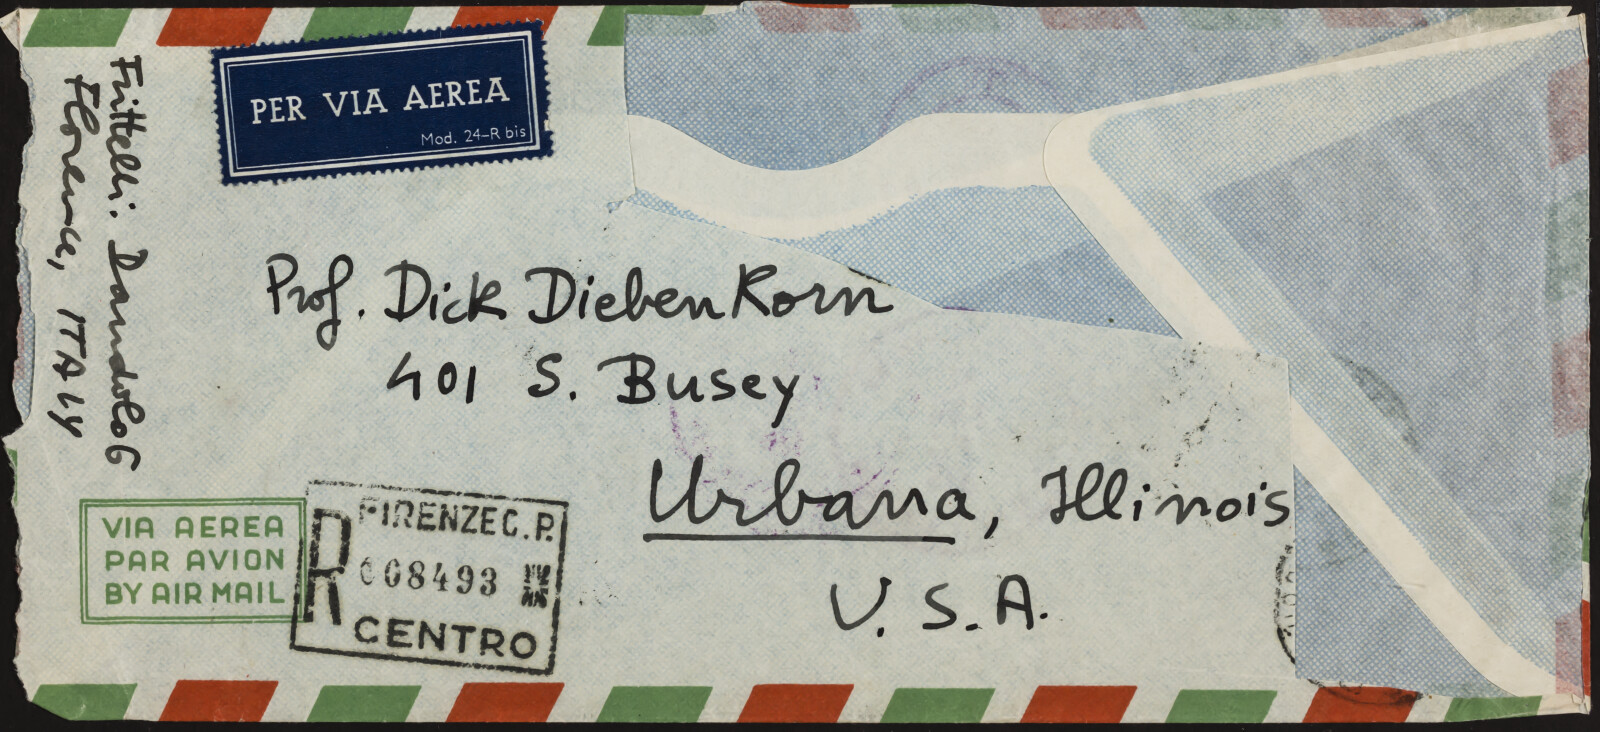 Frittelli: Dandolo 6
Florence, ITALY
PER VIA AEREA
Mod. 24-R bis
Prof. Dick DiebenKorn
401 S. Busey
Urbana, Illinois
U.S.A.
VIA AEREA
PAR AVION
BY AIR MAIL
R
FIRENZE C.P.
008493
CENTRO